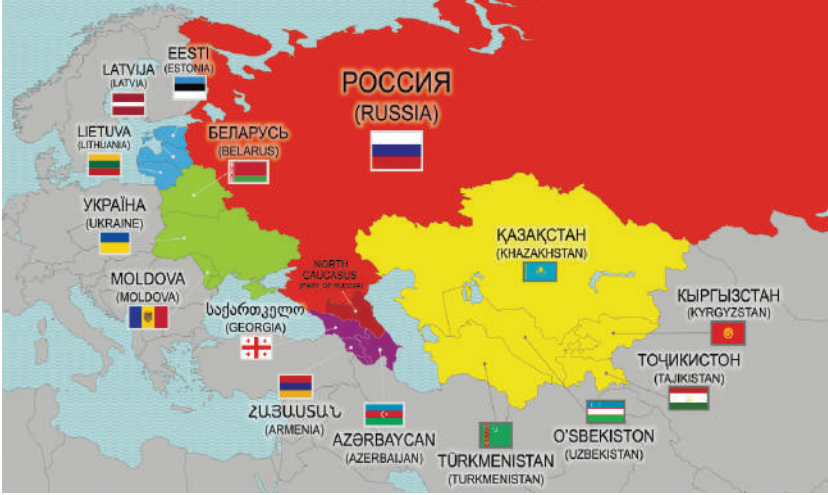 EESTI
(ESTONIA)
LATVIJA
(LATVIA)
РОССИЯ
(RUSSIA)
LIETUVA
(LITHUANIA)
БЕЛАРУСЬ
(BELARUS)
УКРАЇНА
(UKRAINE)
ҚАЗАҚСТАН
(KHAZAKHSTAN)
NORTH
CAUCASUS
(PART OF RUSSIA)
MOLDOVA
(MOLDOVA)
КЫРГЫЗСТАН
(KYRGYZSTAN)
საქართველო
(GEORGIA)
ТОҶИКИСТОН
(TAJIKISTAN)
ՀԱՅԱՍՏԱՆ
(ARMENIA)
AZƏRBAYCAN
(AZERBAIJAN)
O'SBEKISTON
(UZBEKISTAN)
TÜRKMENISTAN
(TURKMENISTAN)